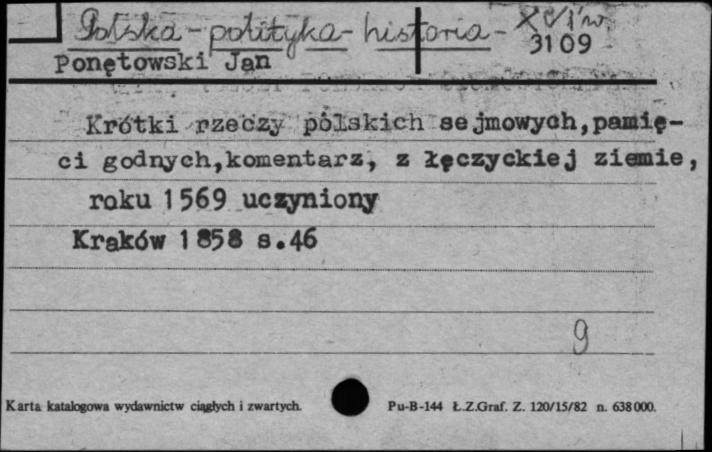 Polska - polityka - historia - XVI w
3109
Ponętowski Jan
Krótki rzeczy polskich sejmowych,pamię-
ci godnych,komentarz, z łęczyckiej ziemie,
roku 1569 uczyniony
Kraków 1858 s.46
9
Karta katalogowa wydawnictw ciągłych i zwartych.
Pu-B-144 Ł.Z.Graf. Z. 120/15/82 n. 638000.